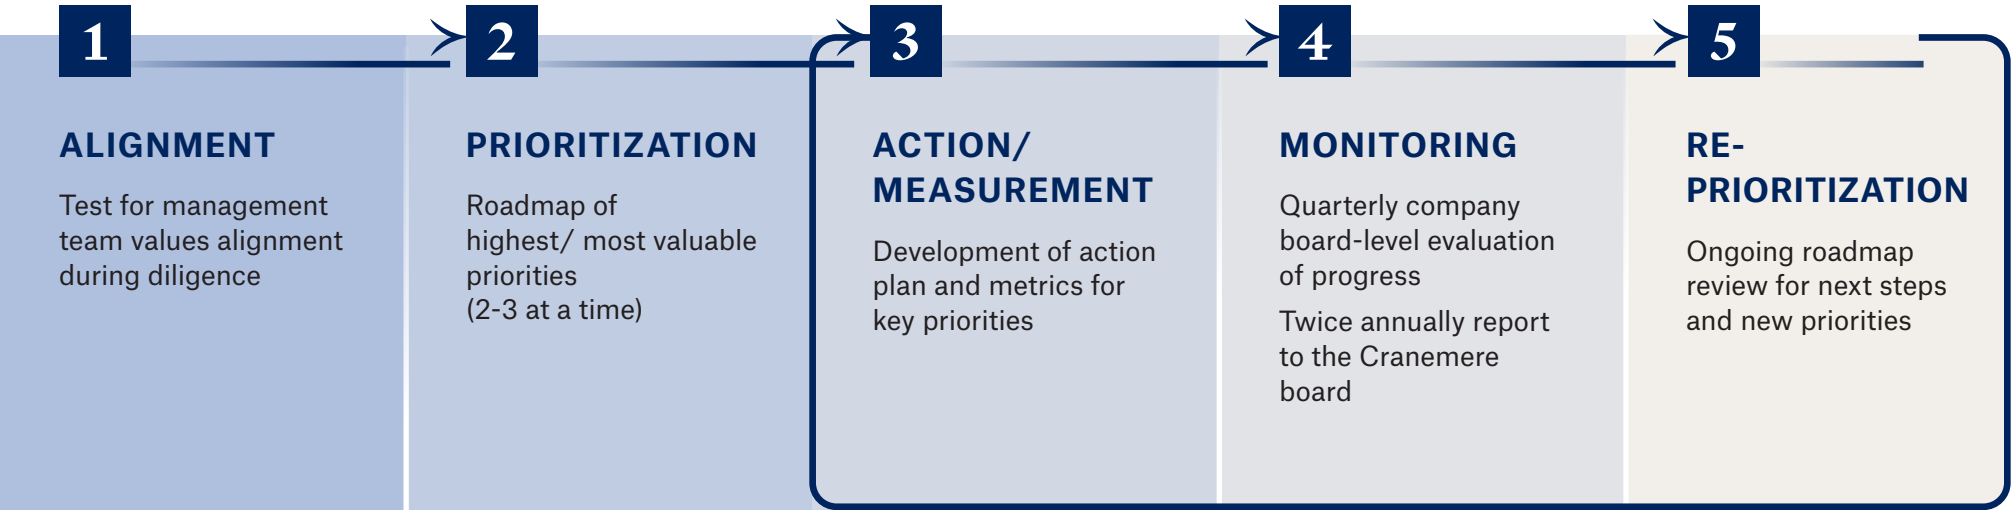 1
ALIGNMENT
Test for management
team values alignment
during diligence
2
PRIORITIZATION
Roadmap of
highest/ most valuable
priorities
(2-3 at a time)
3
ACTION/
MEASUREMENT
Development of action
plan and metrics for
key priorities
4
MONITORING
Quarterly company
board-level evaluation
of progress
Twice annually report
to the Cranemere
board
5
RE-
PRIORITIZATION
Ongoing roadmap
review for next steps
and new priorities